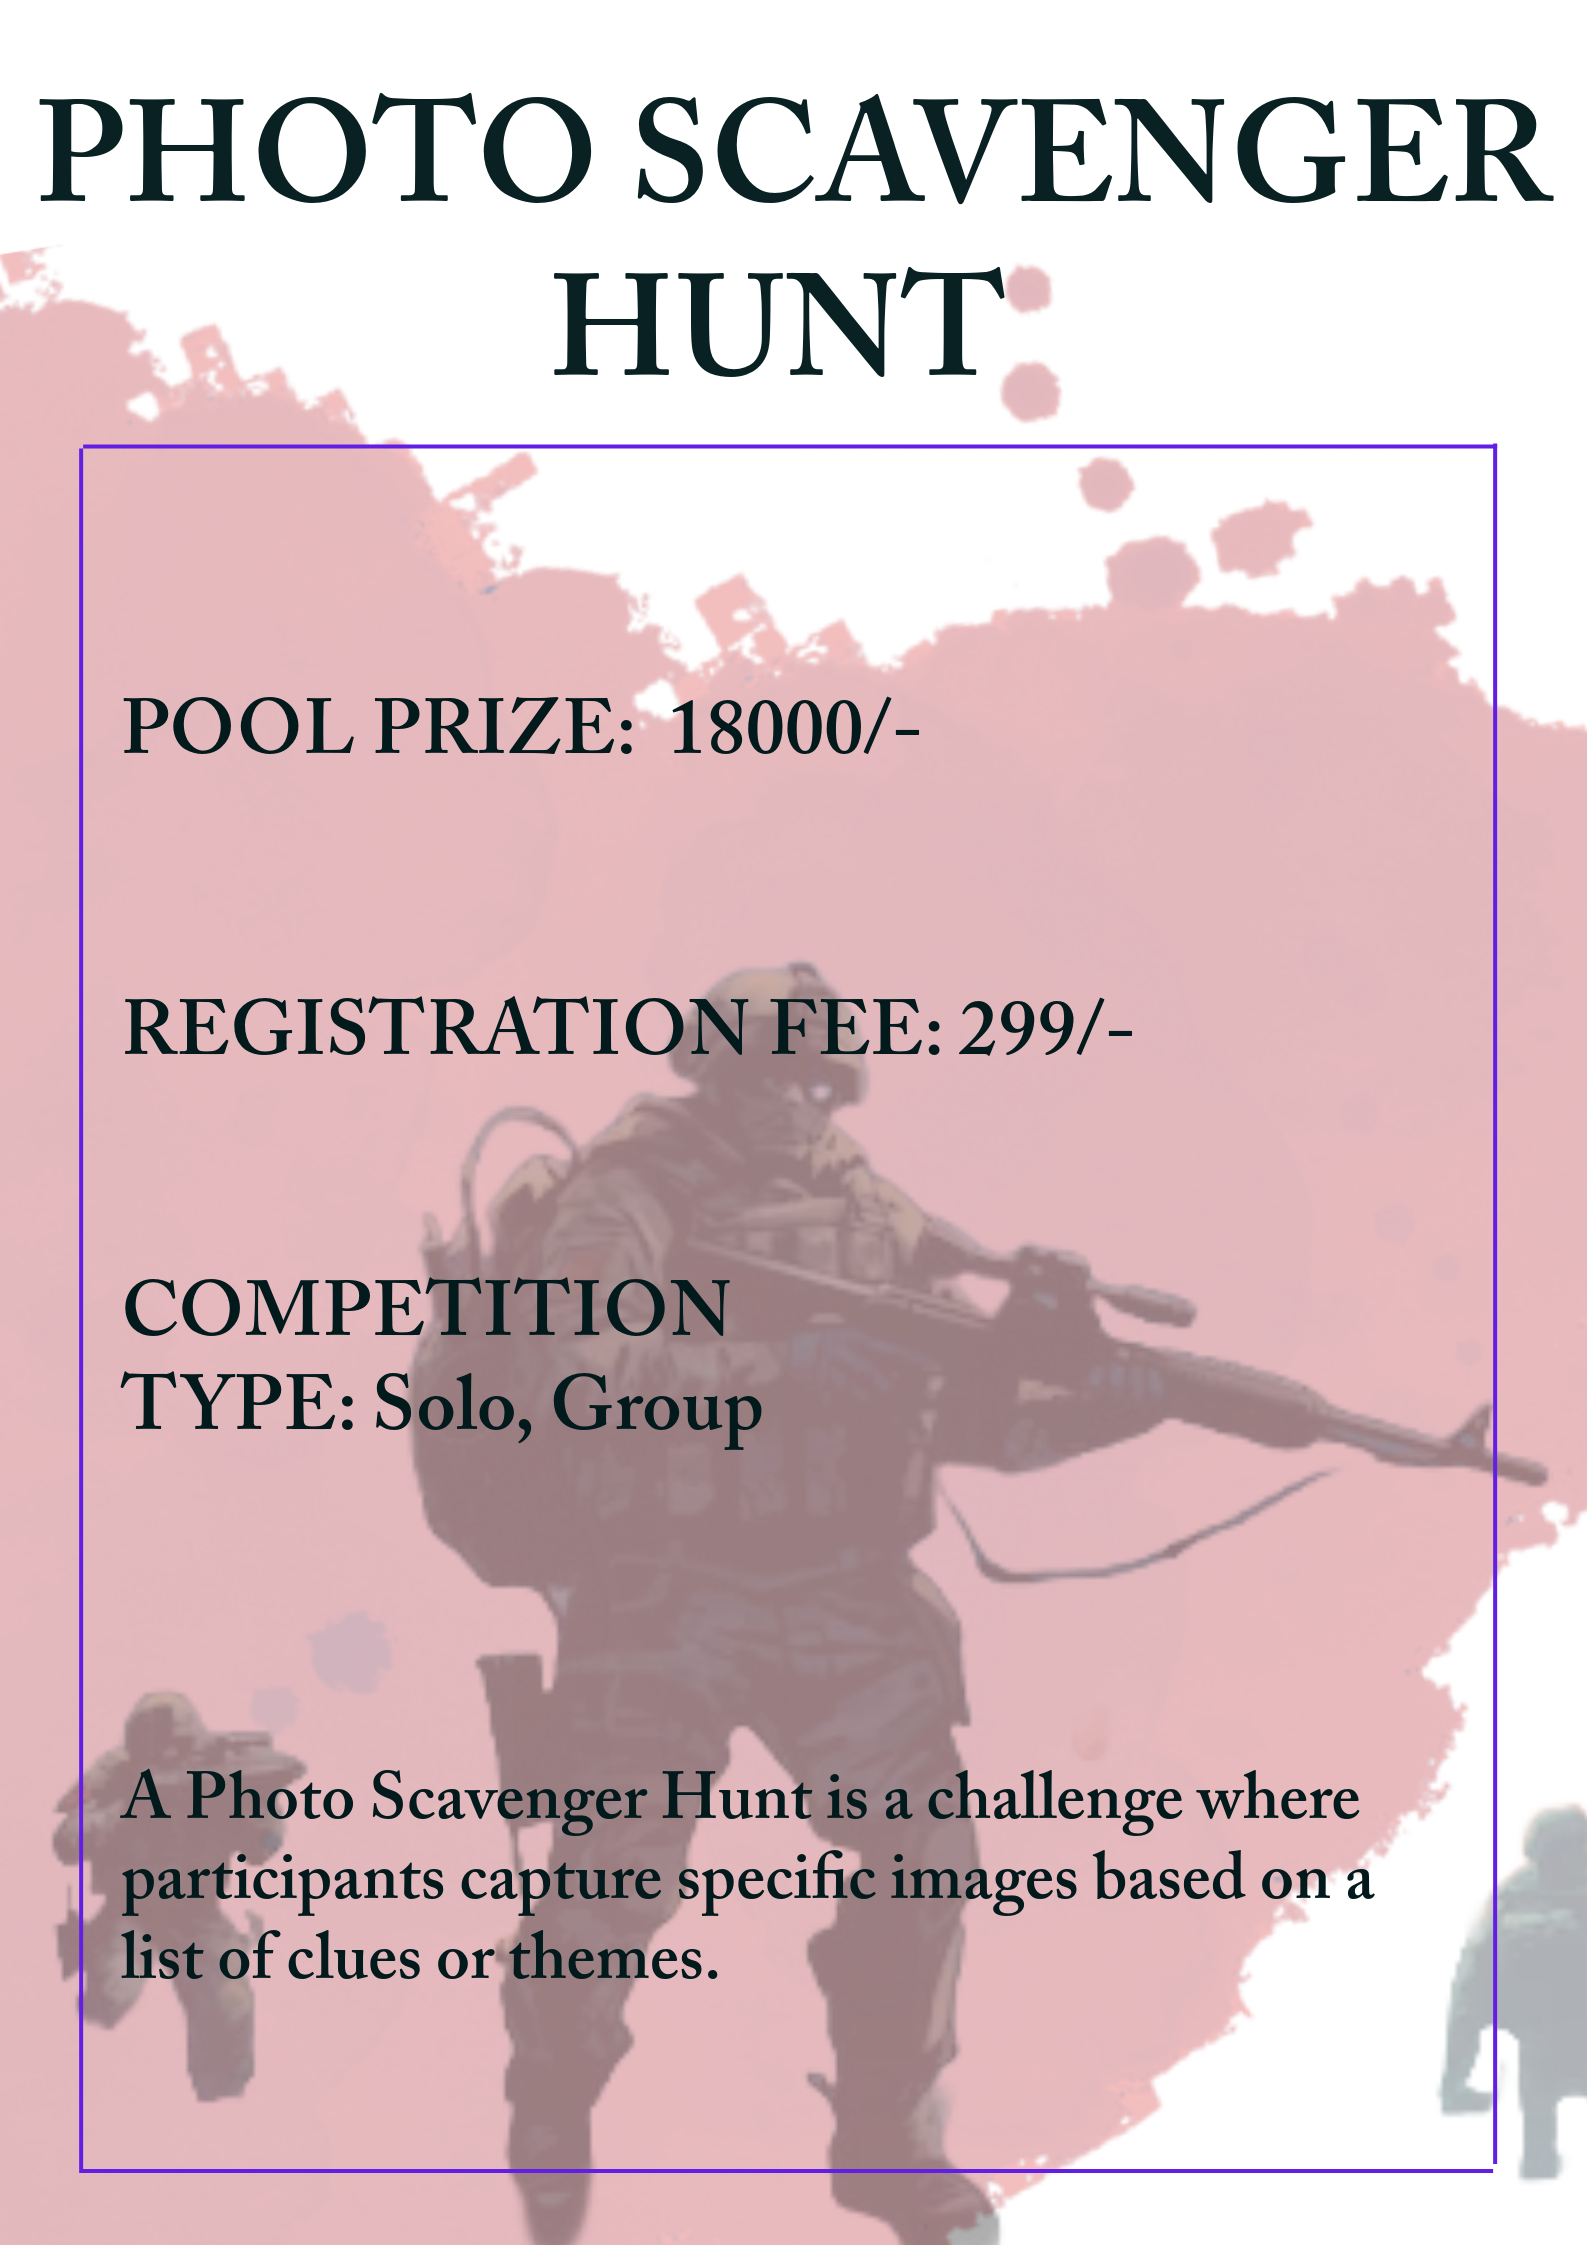 PHOTO SCAVENGER
HUNT
POOL PRIZE: 18000/-
REGISTRATION FEE: 299/-
COMPETITION
TYPE: Solo, Group
A Photo Scavenger Hunt is a challenge where
participants capture specific images based on a
list of clues or themes.